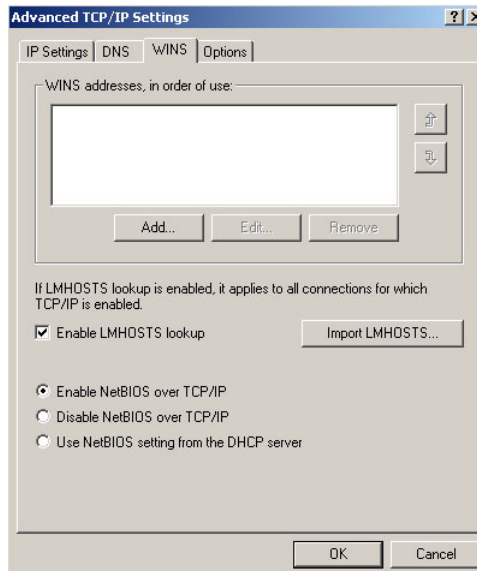 Advanced TCP/IP Settings
IP Settings DNS WINS Options
WINS addresses, in order of use:
Add... Edit... Remove
If LMHOSTS lookup is enabled, it applies to all connections for which
TCP/IP is enabled.
Enable LMHOSTS lookup Import LMHOSTS...
Enable NetBIOS over TCP/IP
Disable NetBIOS over TCP/IP
Use NetBIOS setting from the DHCP server
OK Cancel